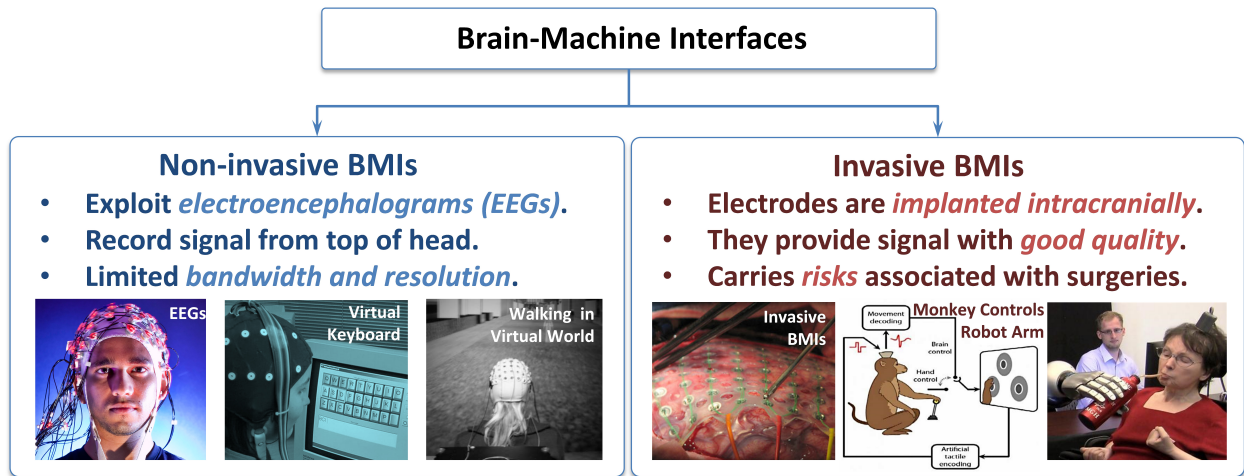 Brain-Machine Interfaces
Non-invasive BMIs
• Exploit electroencephalograms (EEGs).
• Record signal from top of head.
• Limited bandwidth and resolution.
EEGs
Virtual
Keyboard
Walking in
Virtual World
Invasive BMIs
• Electrodes are implanted intracranially.
• They provide signal with good quality.
• Carries risks associated with surgeries.
Invasive
BMIs
Monkey Controls
Robot Arm
Movement
decoding
Brain
control
Hand
control
Artificial
tactile
encoding